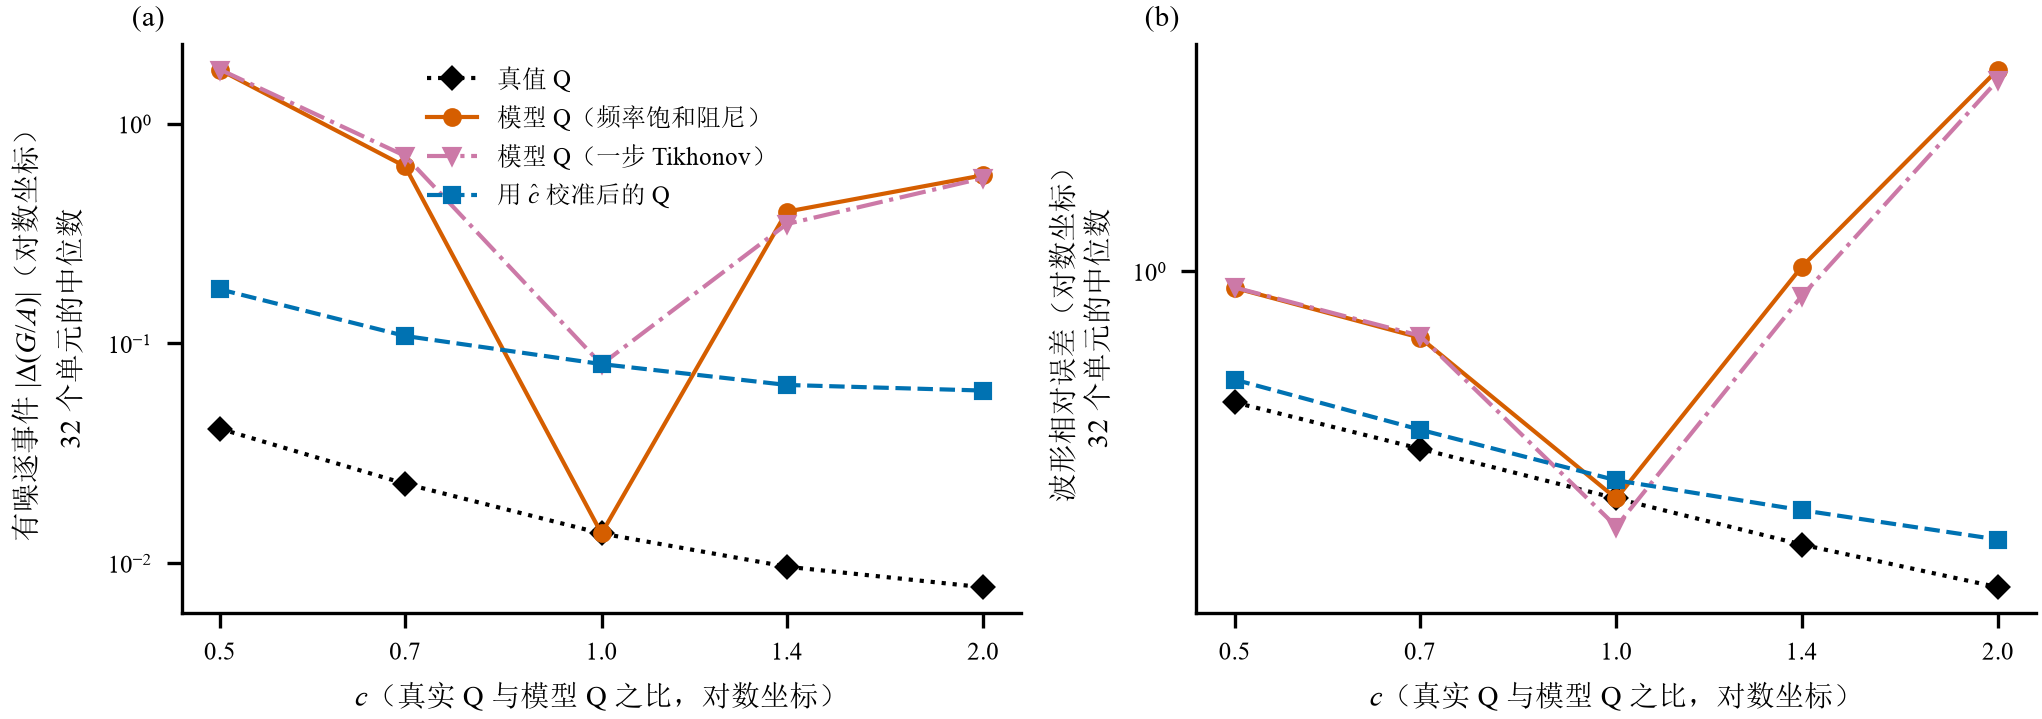 (a)
有噪逐事件 |Δ(G/A)|（对数坐标）
32 个单元的中位数
10⁰
10⁻¹
10⁻²
真值 Q
模型 Q（频率饱和阻尼）
模型 Q（一步 Tikhonov）
用 ĉ 校准后的 Q
0.5 0.7 1.0 1.4 2.0
c（真实 Q 与模型 Q 之比，对数坐标）
(b)
波形相对误差（对数坐标）
32 个单元的中位数
10⁰
0.5 0.7 1.0 1.4 2.0
c（真实 Q 与模型 Q 之比，对数坐标）